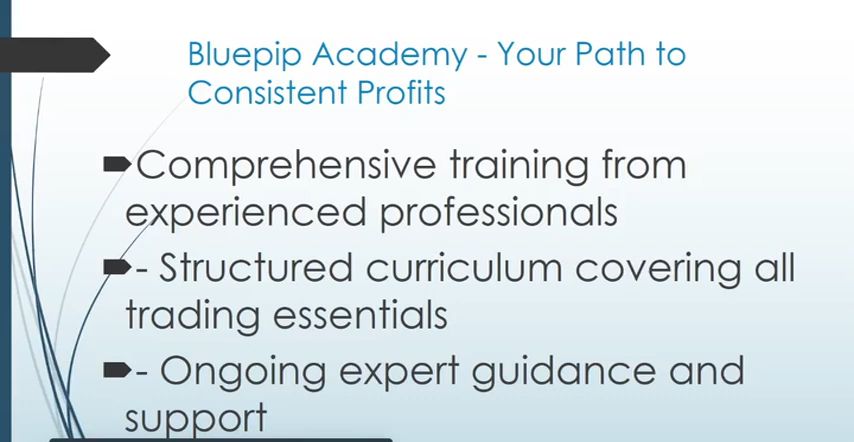 Bluepip Academy - Your Path to
Consistent Profits
Comprehensive training from
experienced professionals
- Structured curriculum covering all
trading essentials
- Ongoing expert guidance and
support